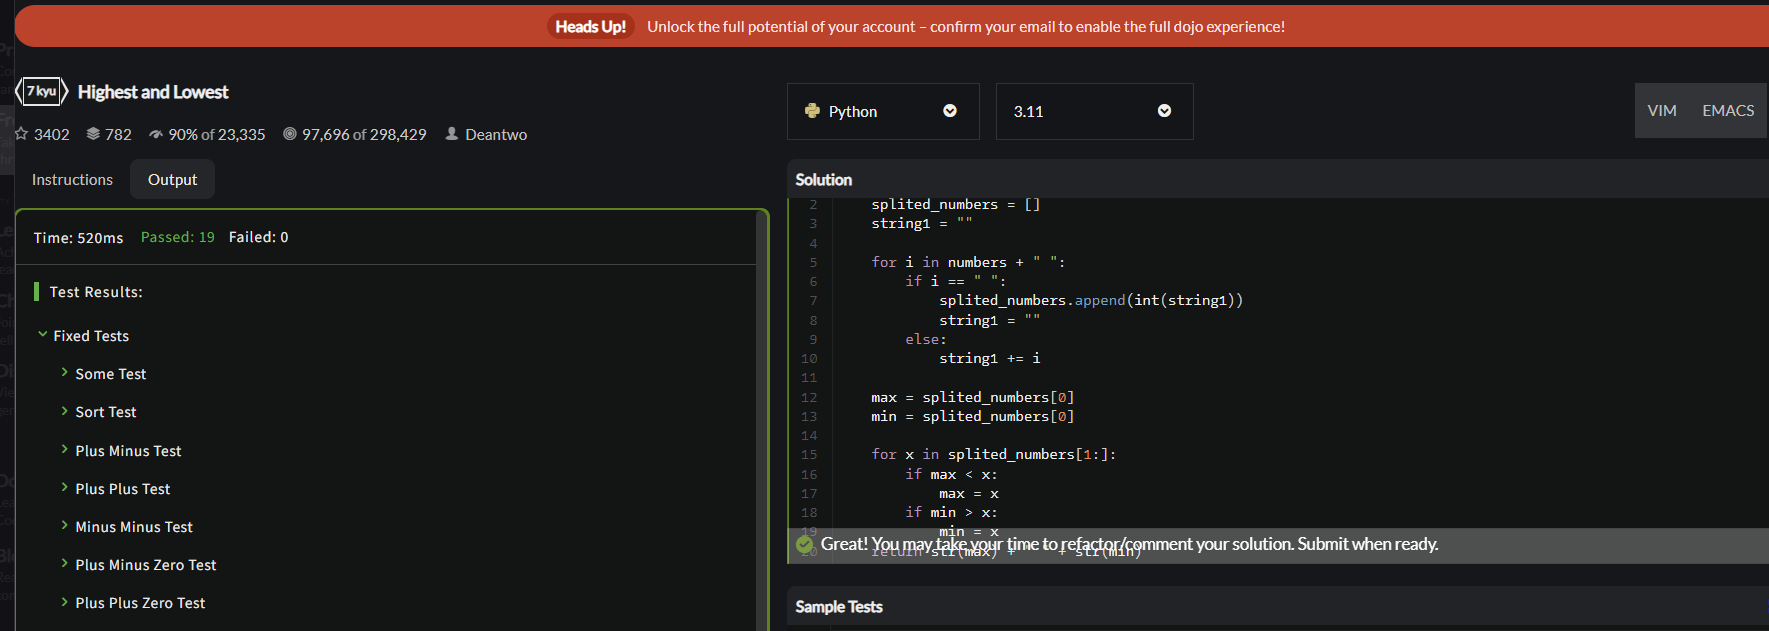 Heads Up! Unlock the full potential of your account – confirm your email to enable the full dojo experience!
7 kyu Highest and Lowest
3402 782 90% of 23,335 97,696 of 298,429 Deantwo
Instructions Output
Time: 520ms Passed: 19 Failed: 0
Test Results:
Fixed Tests
Some Test
Sort Test
Plus Minus Test
Plus Plus Test
Minus Minus Test
Plus Minus Zero Test
Plus Plus Zero Test
Python 3.11 VIM EMACS
Solution
2 splited_numbers = []
3 string1 = ""
4
5 for i in numbers + " ":
6 if i == " ":
7 splited_numbers.append(int(string1))
8 string1 = ""
9 else:
10 string1 += i
11
12 max = splited_numbers[0]
13 min = splited_numbers[0]
14
15 for x in splited_numbers[1:]:
16 if max < x:
17 max = x
18 if min > x:
19 min = x
20 return str(max) + + str(min)
Great! You may take your time to refactor/comment your solution. Submit when ready.
Sample Tests